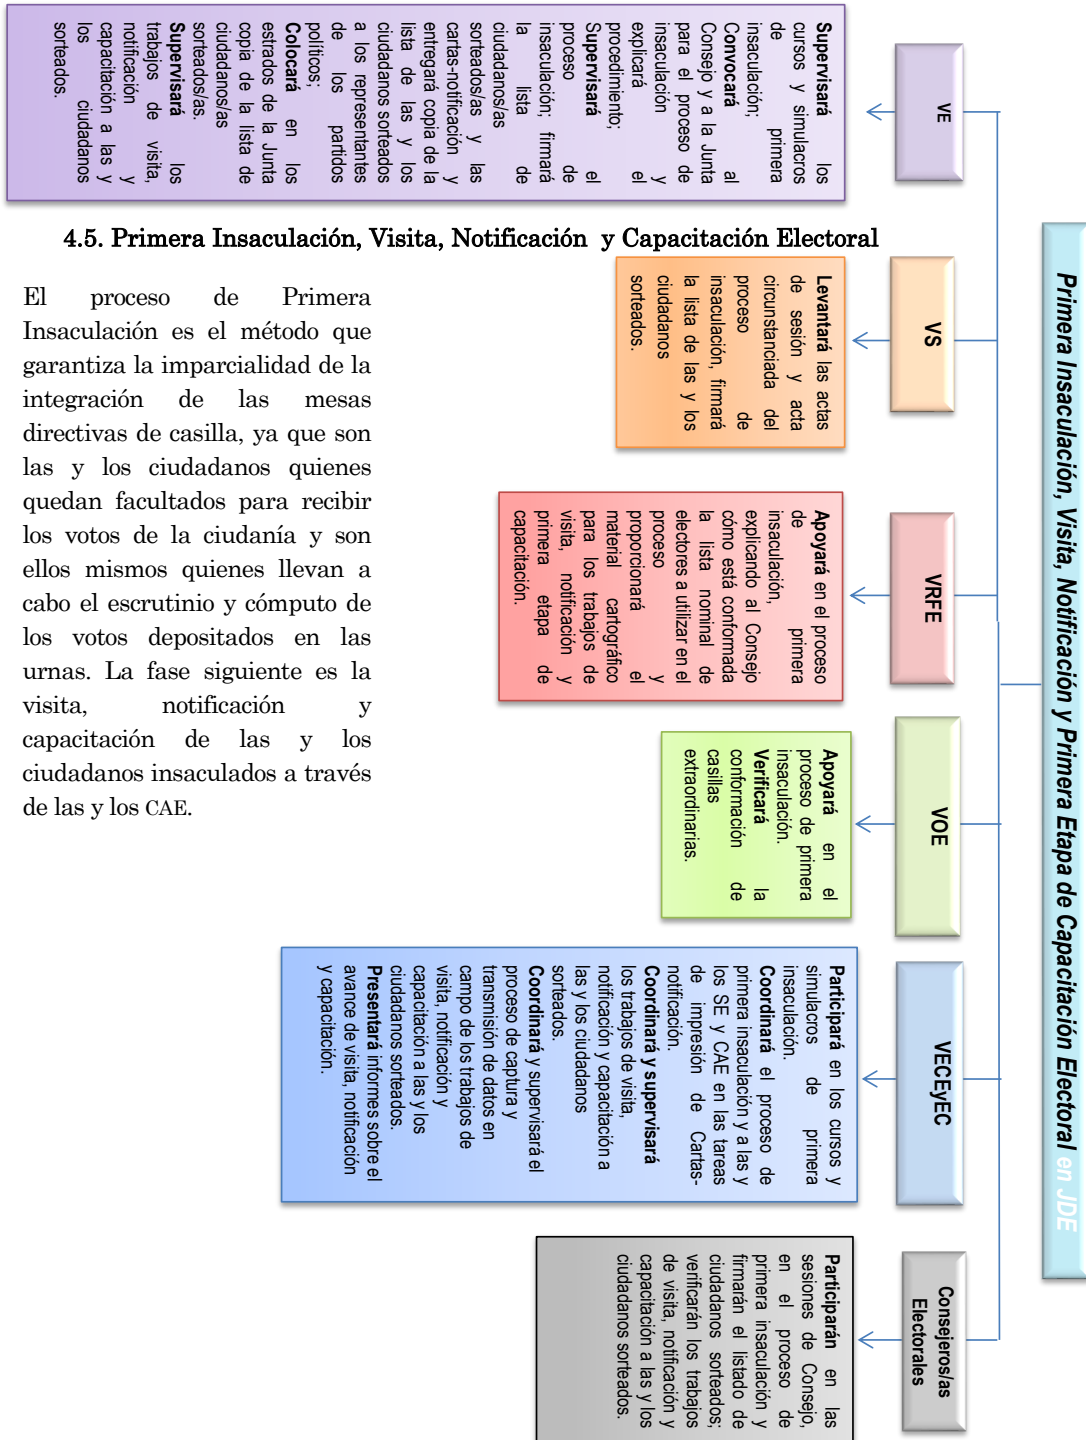 4.5. Primera Insaculación, Visita, Notificación y Capacitación Electoral
El proceso de Primera
Insaculación es el método que
garantiza la imparcialidad de la
integración de las mesas
directivas de casilla, ya que son
las y los ciudadanos quienes
quedan facultados para recibir
los votos de la ciudanía y son
ellos mismos quienes llevan a
cabo el escrutinio y cómputo de
los votos depositados en las
urnas. La fase siguiente es la
visita, notificación y
capacitación de las y los
ciudadanos insaculados a través
de las y los CAE.
Primera Insaculación, Visita, Notificación y Primera Etapa de Capacitación Electoral en JDE
VE
Supervisará los
cursos y simulacros
de primera
insaculación;
Convocará al
Consejo y a la Junta
para el proceso de
insaculación y
explicará el
procedimiento;
Supervisará el
proceso de
insaculación; firmará
la lista de
ciudadanos/as
sorteados/as y las
cartas-notificación y
entregará copia de la
lista de las y los
ciudadanos sorteados
a los representantes
de los partidos
políticos;
Colocará en los
estrados de la Junta
copia de la lista de
ciudadanos/as
sorteados/as.
Supervisará los
trabajos de visita,
notificación y
capacitación a las y
los ciudadanos
sorteados.
VS
Levantará las actas
de sesión y acta
circunstanciada del
proceso de
insaculación, firmará
la lista de las y los
ciudadanos
sorteados.
VRFE
Apoyará en el proceso
de primera
insaculación,
explicando al Consejo
cómo está conformada
la lista nominal de
electores a utilizar en el
proceso y
proporcionará el
material cartográfico
para los trabajos de
visita, notificación y
primera etapa de
capacitación.
VOE
Apoyará en el
proceso de primera
insaculación.
Verificará la
conformación de
casillas
extraordinarias.
VECEyEC
Participará en los cursos y
simulacros de primera
insaculación.
Coordinará el proceso de
primera insaculación y a las y
los SE y CAE en las tareas
de impresión de Cartas-
notificación.
Coordinará y supervisará
los trabajos de visita,
notificación y capacitación a
las y los ciudadanos
sorteados.
Coordinará y supervisará el
proceso de captura y
transmisión de datos en
campo de los trabajos de
visita, notificación y
capacitación a las y los
ciudadanos sorteados.
Presentará informes sobre el
avance de visita, notificación
y capacitación.
Consejeros/as
Electorales
Participarán en las
sesiones de Consejo,
en el proceso de
primera insaculación y
firmarán el listado de
ciudadanos sorteados;
verificarán los trabajos
de visita, notificación y
capacitación a las y los
ciudadanos sorteados.